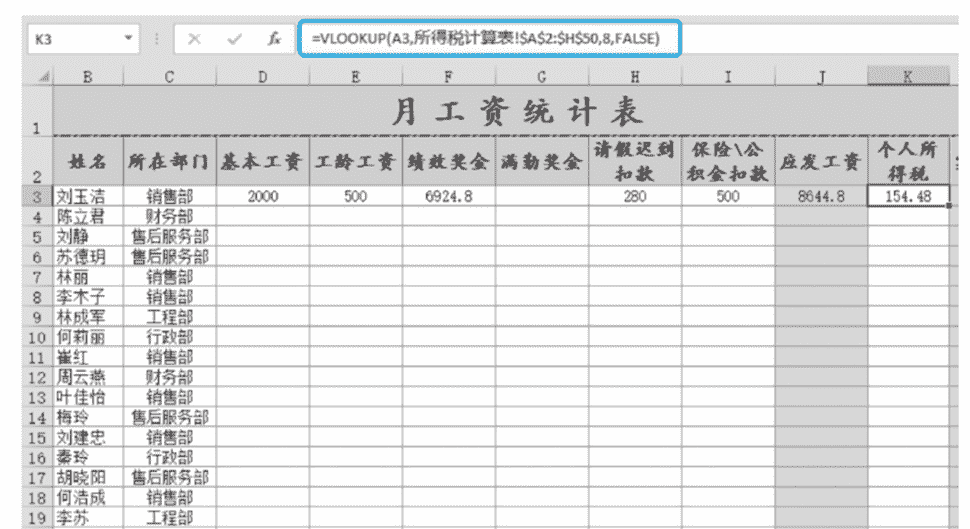 K3 =VLOOKUP(A3,所得税计算表!$A$2:$H$50,8,FALSE)
B C D E F G H I J K
1 月工资统计表
2 姓名 所在部门 基本工资 工龄工资 绩效奖金 满勤奖金 请假迟到扣款 保险\公积金扣款 应发工资 个人所得税
3 刘玉洁 销售部 2000 500 6924.8 280 500 8644.8 154.48
4 陈立君 财务部
5 刘静 售后服务部
6 苏德玥 售后服务部
7 林丽 销售部
8 李木子 销售部
9 林成军 工程部
10 何莉丽 行政部
11 崔红 销售部
12 周云燕 财务部
13 叶佳怡 销售部
14 梅玲 售后服务部
15 刘建忠 销售部
16 秦玲 行政部
17 胡晓阳 售后服务部
18 何浩成 销售部
19 李苏 工程部